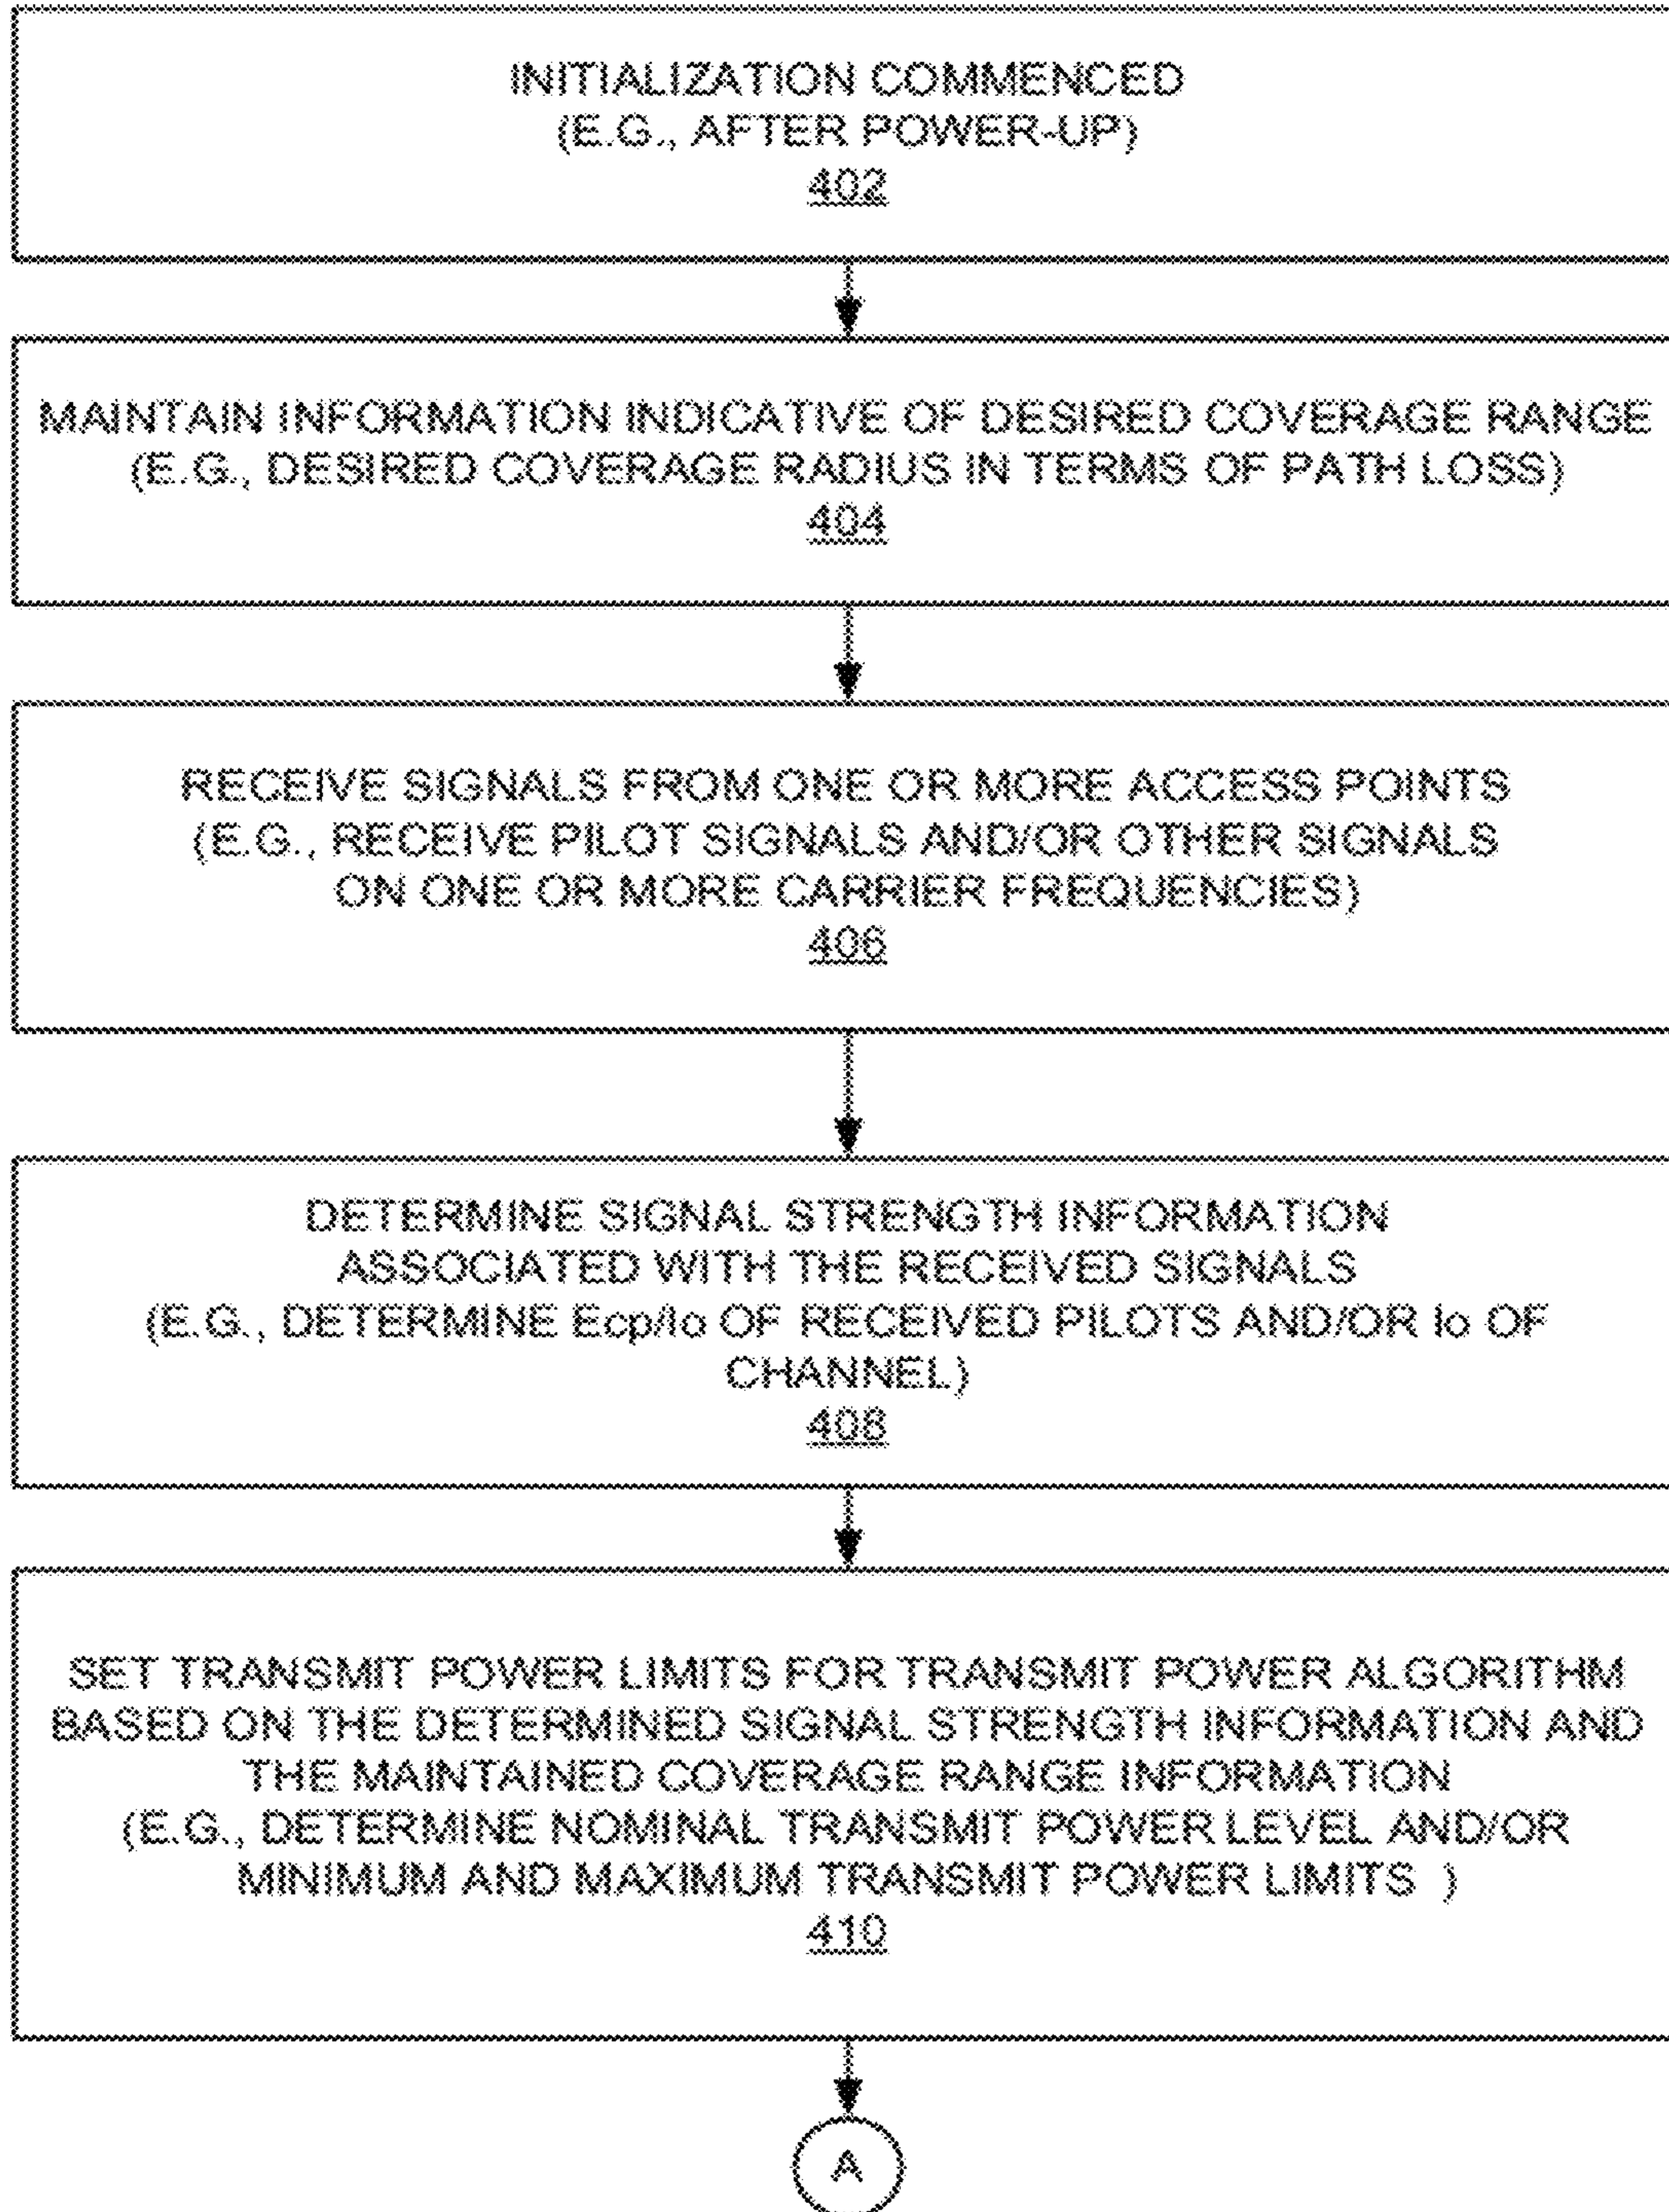 INITIALIZATION COMMENCED
(E.G., AFTER POWER-UP)
402
MAINTAIN INFORMATION INDICATIVE OF DESIRED COVERAGE RANGE
(E.G., DESIRED COVERAGE RADIUS IN TERMS OF PATH LOSS)
404
RECEIVE SIGNALS FROM ONE OR MORE ACCESS POINTS
(E.G., RECEIVE PILOT SIGNALS AND/OR OTHER SIGNALS
ON ONE OR MORE CARRIER FREQUENCIES)
406
DETERMINE SIGNAL STRENGTH INFORMATION
ASSOCIATED WITH THE RECEIVED SIGNALS
(E.G., DETERMINE Ecp/Io OF RECEIVED PILOTS AND/OR Io OF
CHANNEL)
408
SET TRANSMIT POWER LIMITS FOR TRANSMIT POWER ALGORITHM
BASED ON THE DETERMINED SIGNAL STRENGTH INFORMATION AND
THE MAINTAINED COVERAGE RANGE INFORMATION
(E.G., DETERMINE NOMINAL TRANSMIT POWER LEVEL AND/OR
MINIMUM AND MAXIMUM TRANSMIT POWER LIMITS  )
410
A